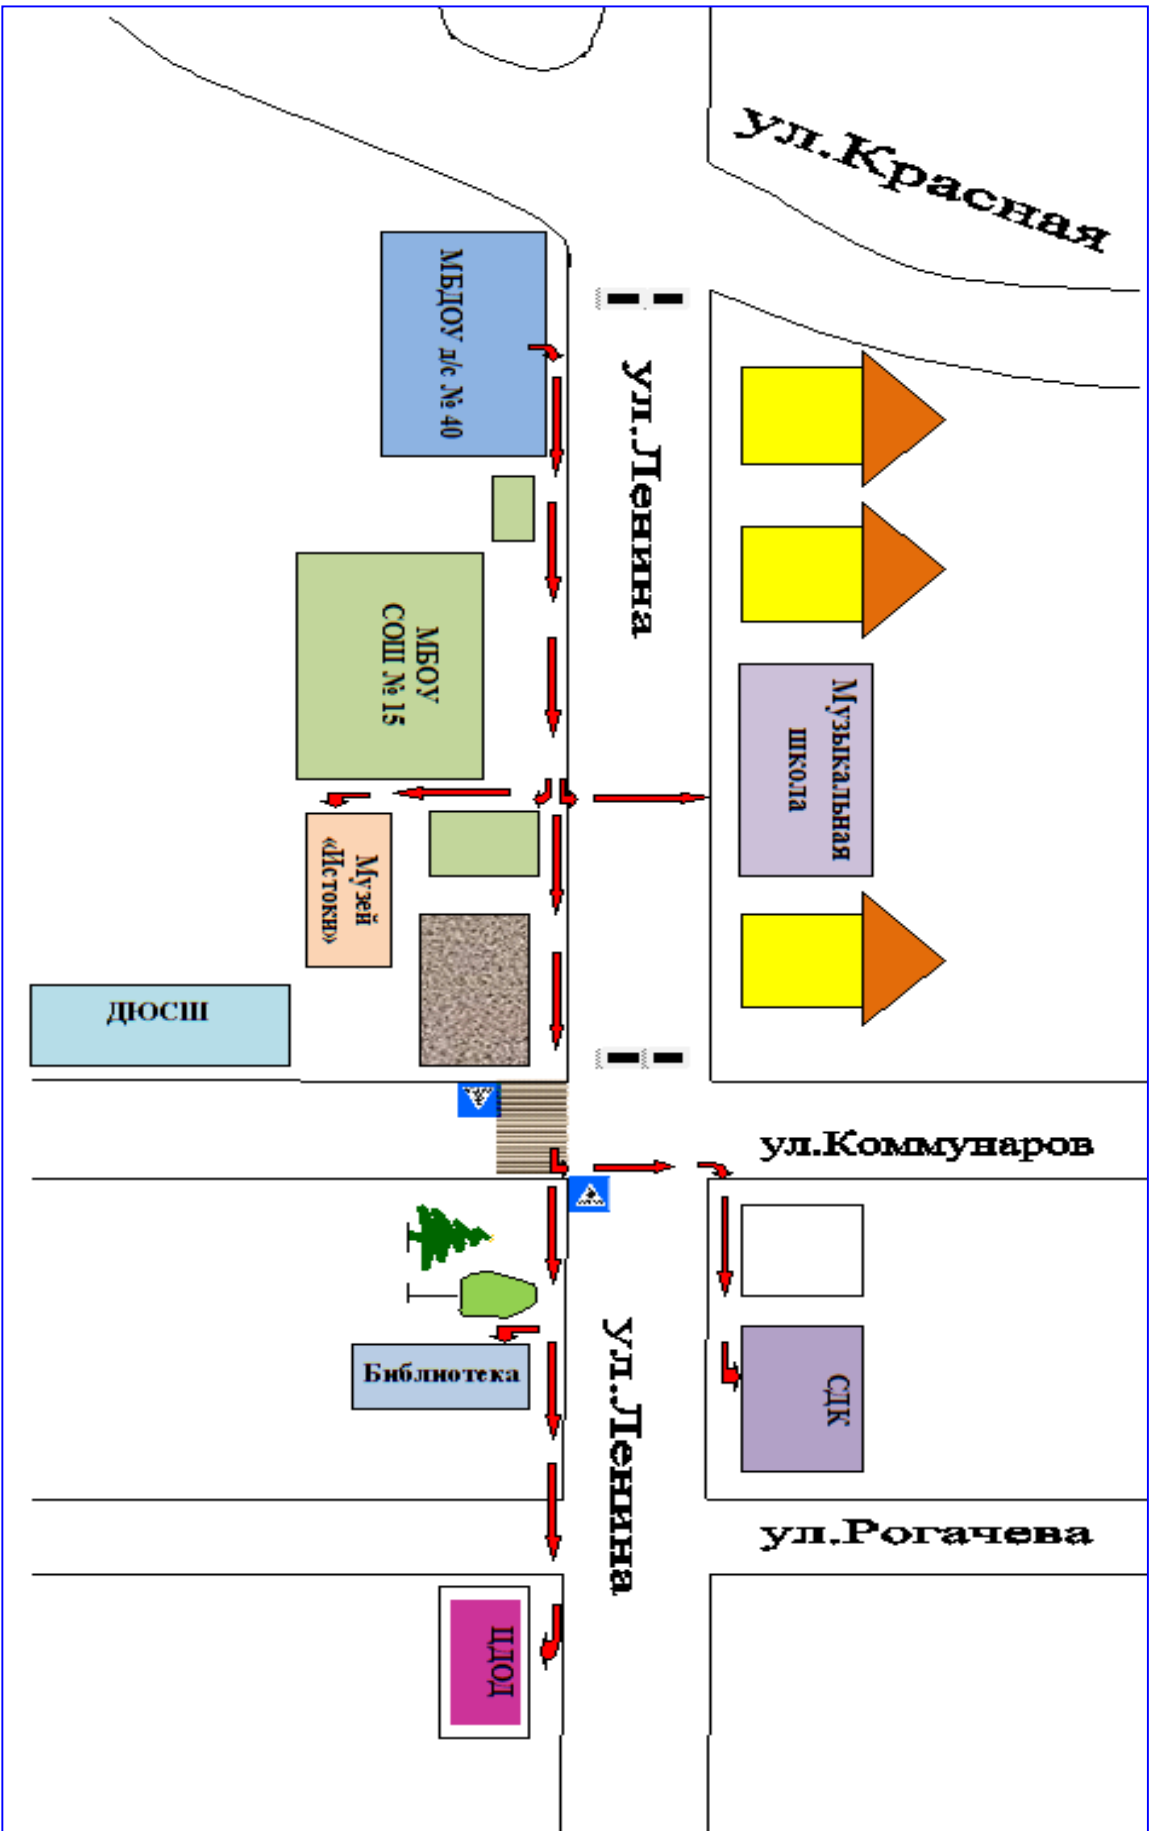 ул.Красная
МБДОУ д/с № 40
ул.Ленина
МБОУ
СОШ № 15
Музыкальная
школа
Музей
«Истоки»
ДЮСШ
ул.Коммунаров
ул.Ленина
Библиотека
СДК
ул.Рогачева
ЦДОД